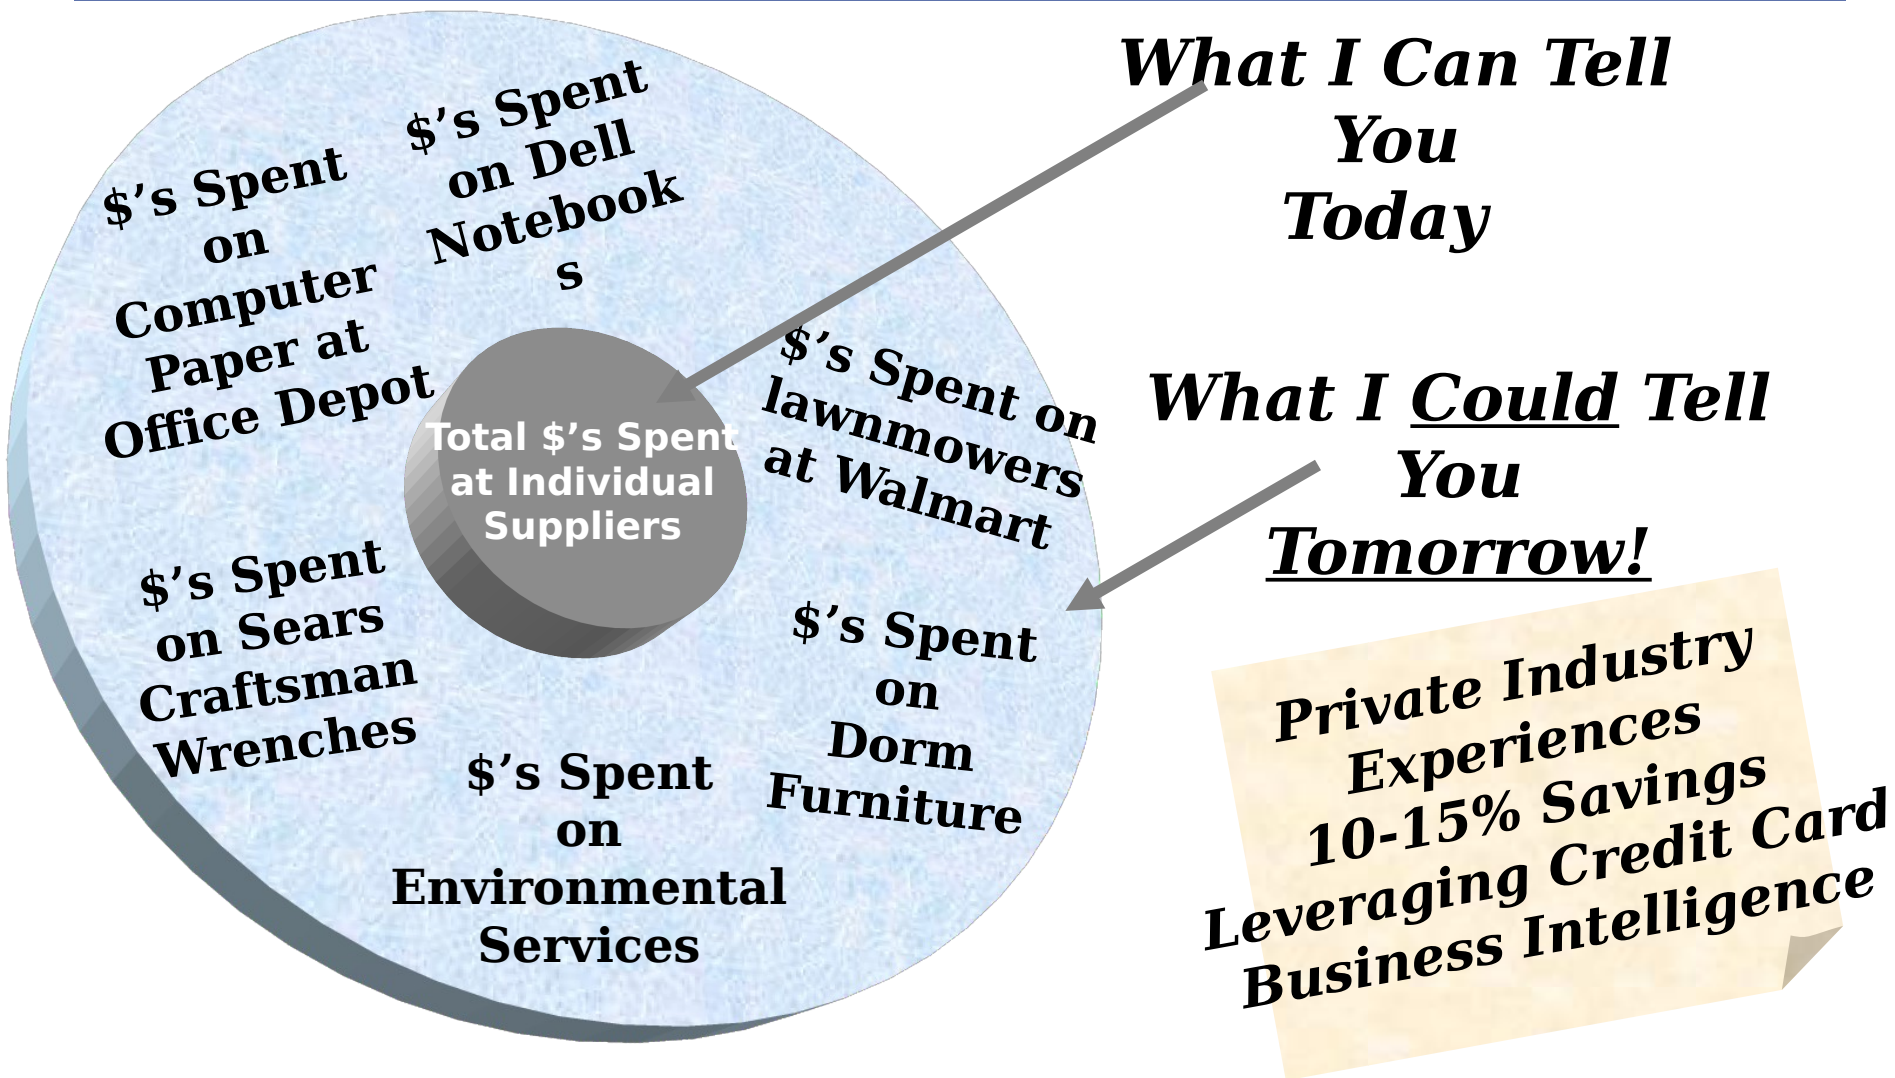 What I Can Tell
You
Today
$’s Spent
on Dell
Notebook
s
$’s Spent
on
Computer
Paper at
Office Depot
$’s Spent on
lawnmowers
at Walmart
Total $’s Spent
at Individual
Suppliers
What I Could Tell
You
Tomorrow!
$’s Spent
on Sears
Craftsman
Wrenches
$’s Spent
on
Dorm
Furniture
$’s Spent
on
Environmental
Services
Private Industry
Experiences
10-15% Savings
Leveraging Credit Card
Business Intelligence